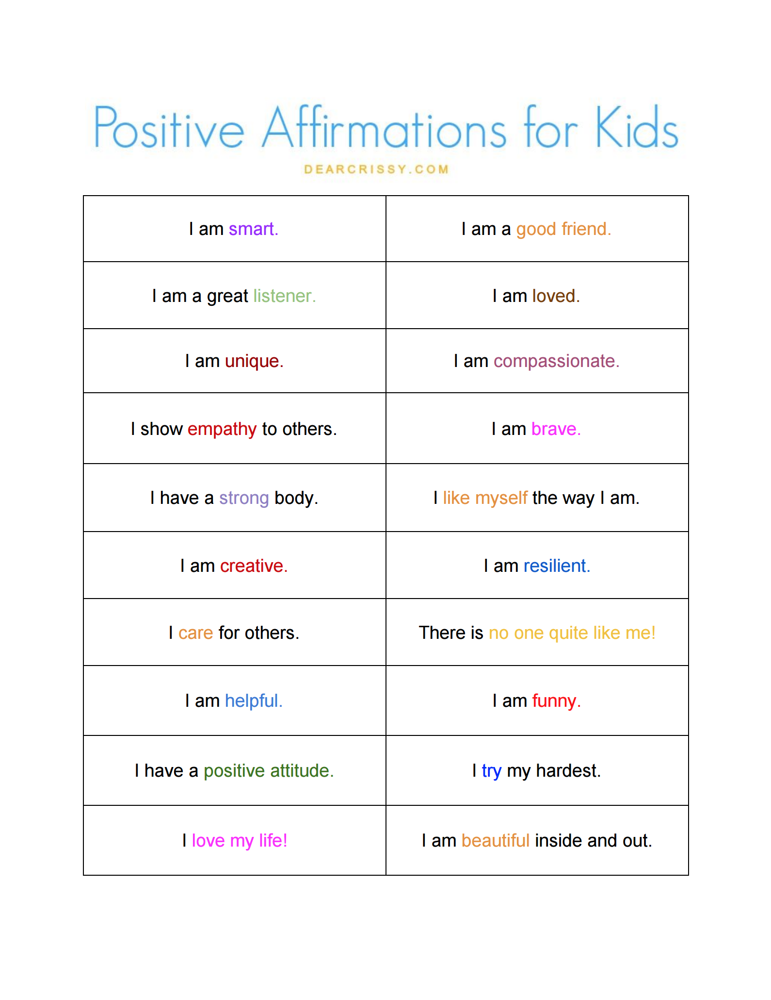 Positive Affirmations for Kids
DEARCRISSY.COM
I am smart.
I am a good friend.
I am a great listener.
I am loved.
I am unique.
I am compassionate.
I show empathy to others.
I am brave.
I have a strong body.
I like myself the way I am.
I am creative.
I am resilient.
I care for others.
There is no one quite like me!
I am helpful.
I am funny.
I have a positive attitude.
I try my hardest.
I love my life!
I am beautiful inside and out.